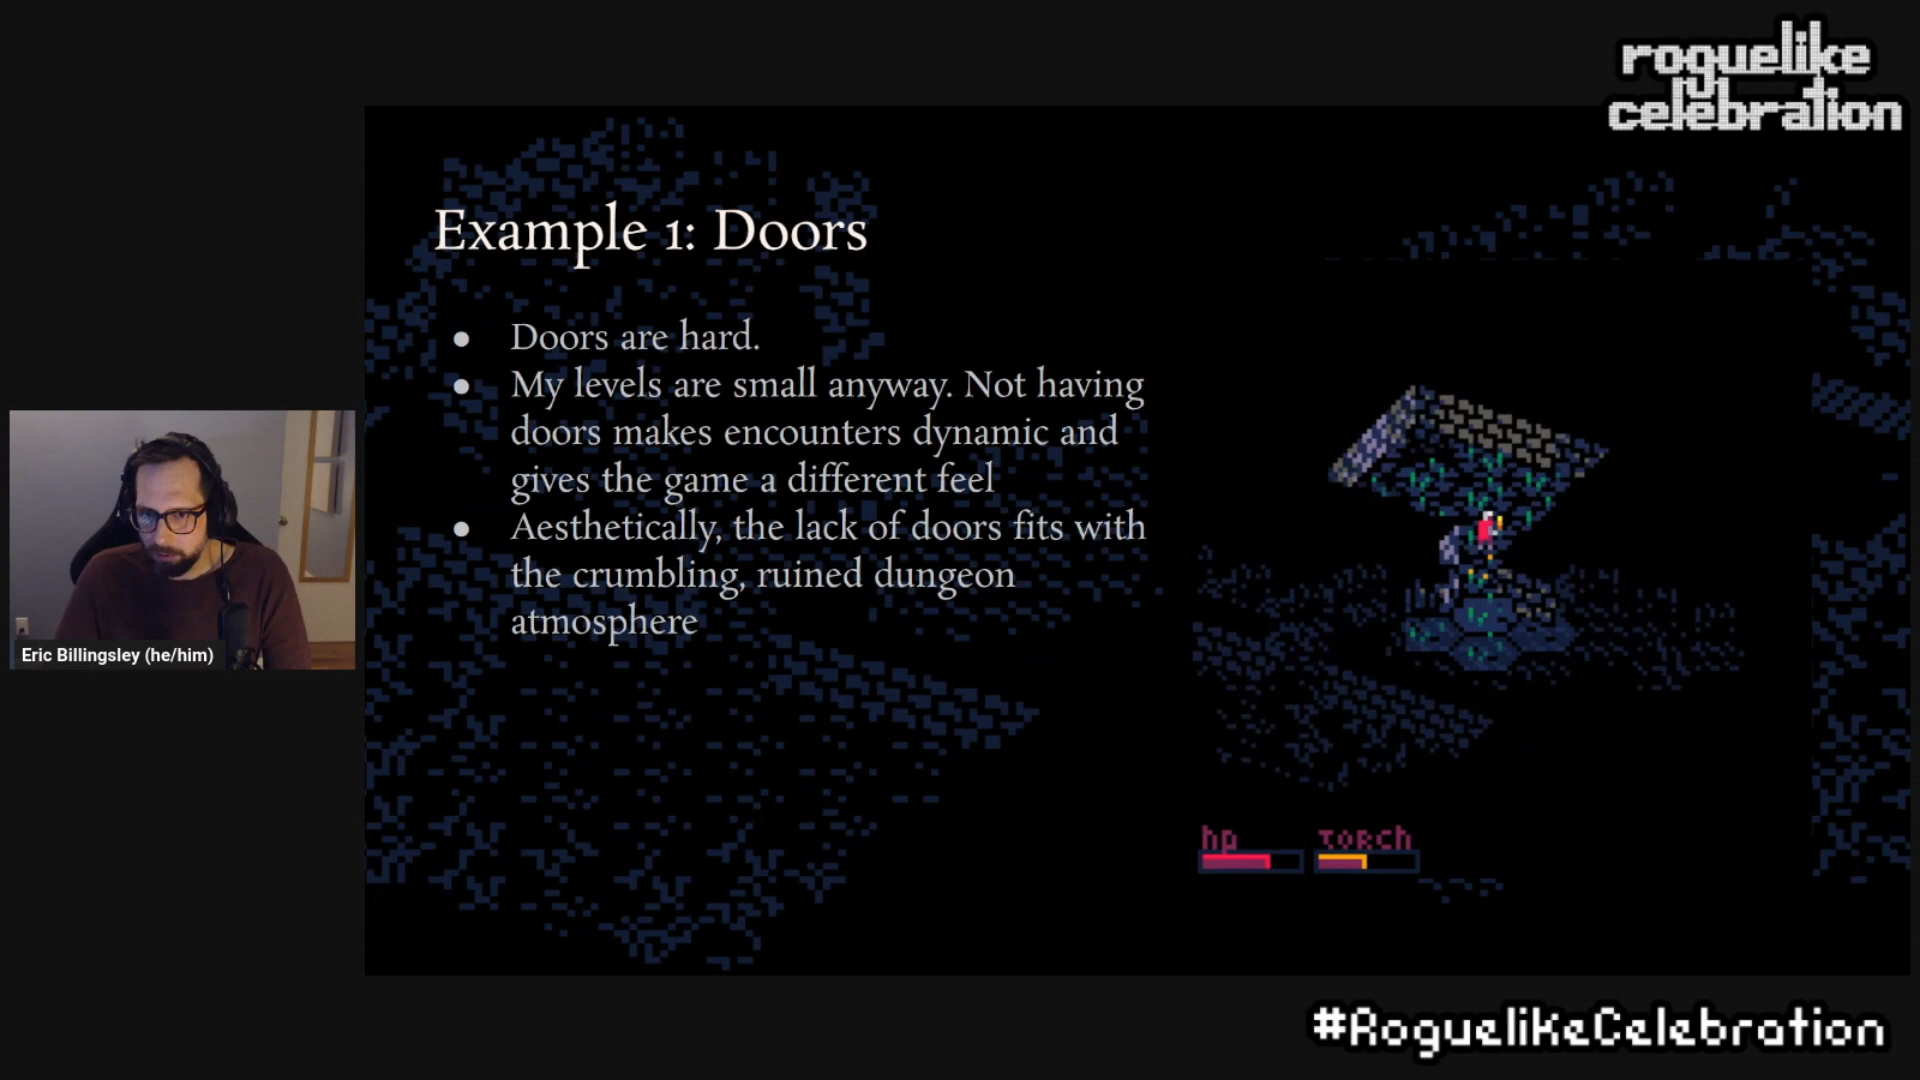 roguelike
celebration
Example 1: Doors
● Doors are hard.
● My levels are small anyway. Not having
doors makes encounters dynamic and
gives the game a different feel
● Aesthetically, the lack of doors fits with
the crumbling, ruined dungeon
atmosphere
Eric Billingsley (he/him)
hp
torch
#RoguelikeCelebration